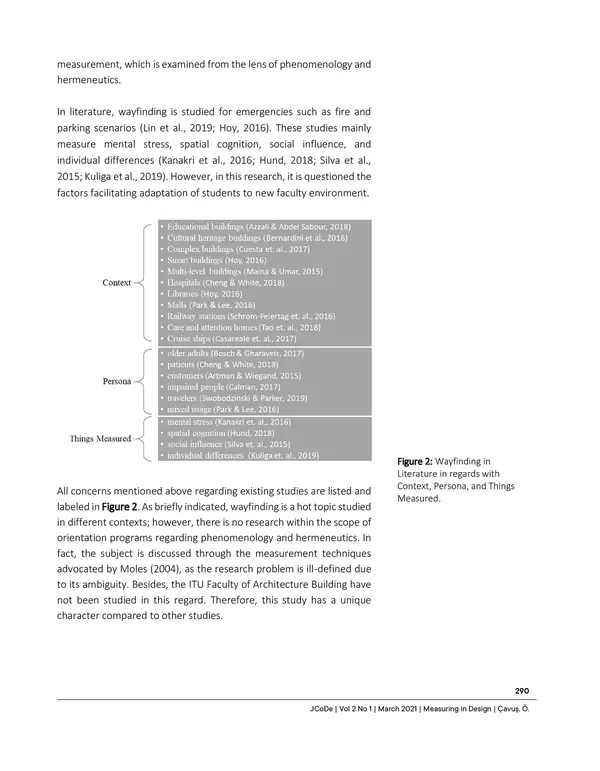 measurement, which is examined from the lens of phenomenology and
hermeneutics.
In literature, wayfinding is studied for emergencies such as fire and
parking scenarios (Lin et al., 2019; Hoy, 2016). These studies mainly
measure mental stress, spatial cognition, social influence, and
individual differences (Kanakri et al., 2016; Hund, 2018; Silva et al.,
2015; Kuliga et al., 2019). However, in this research, it is questioned the
factors facilitating adaptation of students to new faculty environment.
Context
• Educational buildings (Azzali & Abdel Sabour, 2018)
• Cultural heritage buildings (Bernardini et al., 2016)
• Complex buildings (Cuesta et. al., 2017)
• Smart buildings (Hoy, 2016)
• Multi-level buildings (Maina & Umar, 2015)
• Hospitals (Cheng & White, 2018)
• Libraries (Hoy, 2016)
• Malls (Park & Lee, 2016)
• Railway stations (Schrom-Feiertag et. al., 2016)
• Care and attention homes (Tao et. al., 2018)
• Cruise ships (Casareale et. al., 2017)
Persona
• older adults (Bosch & Gharaveis, 2017)
• patients (Cheng & White, 2018)
• customers (Artman & Wiegand, 2015)
• impaired people (Calman, 2017)
• travelers (Swobodzinski & Parker, 2019)
• mixed usage (Park & Lee, 2016)
Things Measured
• mental stress (Kanakri et. al., 2016)
• spatial cognition (Hund, 2018)
• social influence (Silva et. al., 2015)
• individual differences (Kuliga et. al., 2019)
Figure 2: Wayfinding in
Literature in regards with
Context, Persona, and Things
Measured.
All concerns mentioned above regarding existing studies are listed and
labeled in Figure 2. As briefly indicated, wayfinding is a hot topic studied
in different contexts; however, there is no research within the scope of
orientation programs regarding phenomenology and hermeneutics. In
fact, the subject is discussed through the measurement techniques
advocated by Moles (2004), as the research problem is ill-defined due
to its ambiguity. Besides, the ITU Faculty of Architecture Building have
not been studied in this regard. Therefore, this study has a unique
character compared to other studies.
290
JCoDe | Vol 2 No 1 | March 2021 | Measuring in Design | Çavuş, Ö.